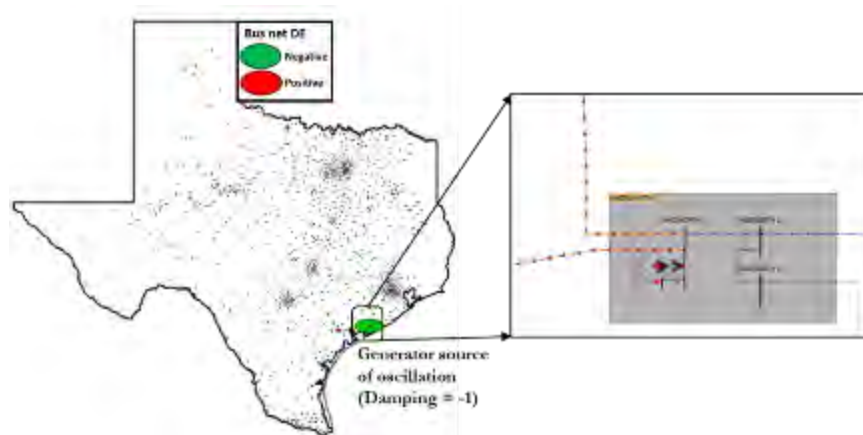 Bus net DE
Negative
Positive
Generator source
of oscillation
(Damping = -1)